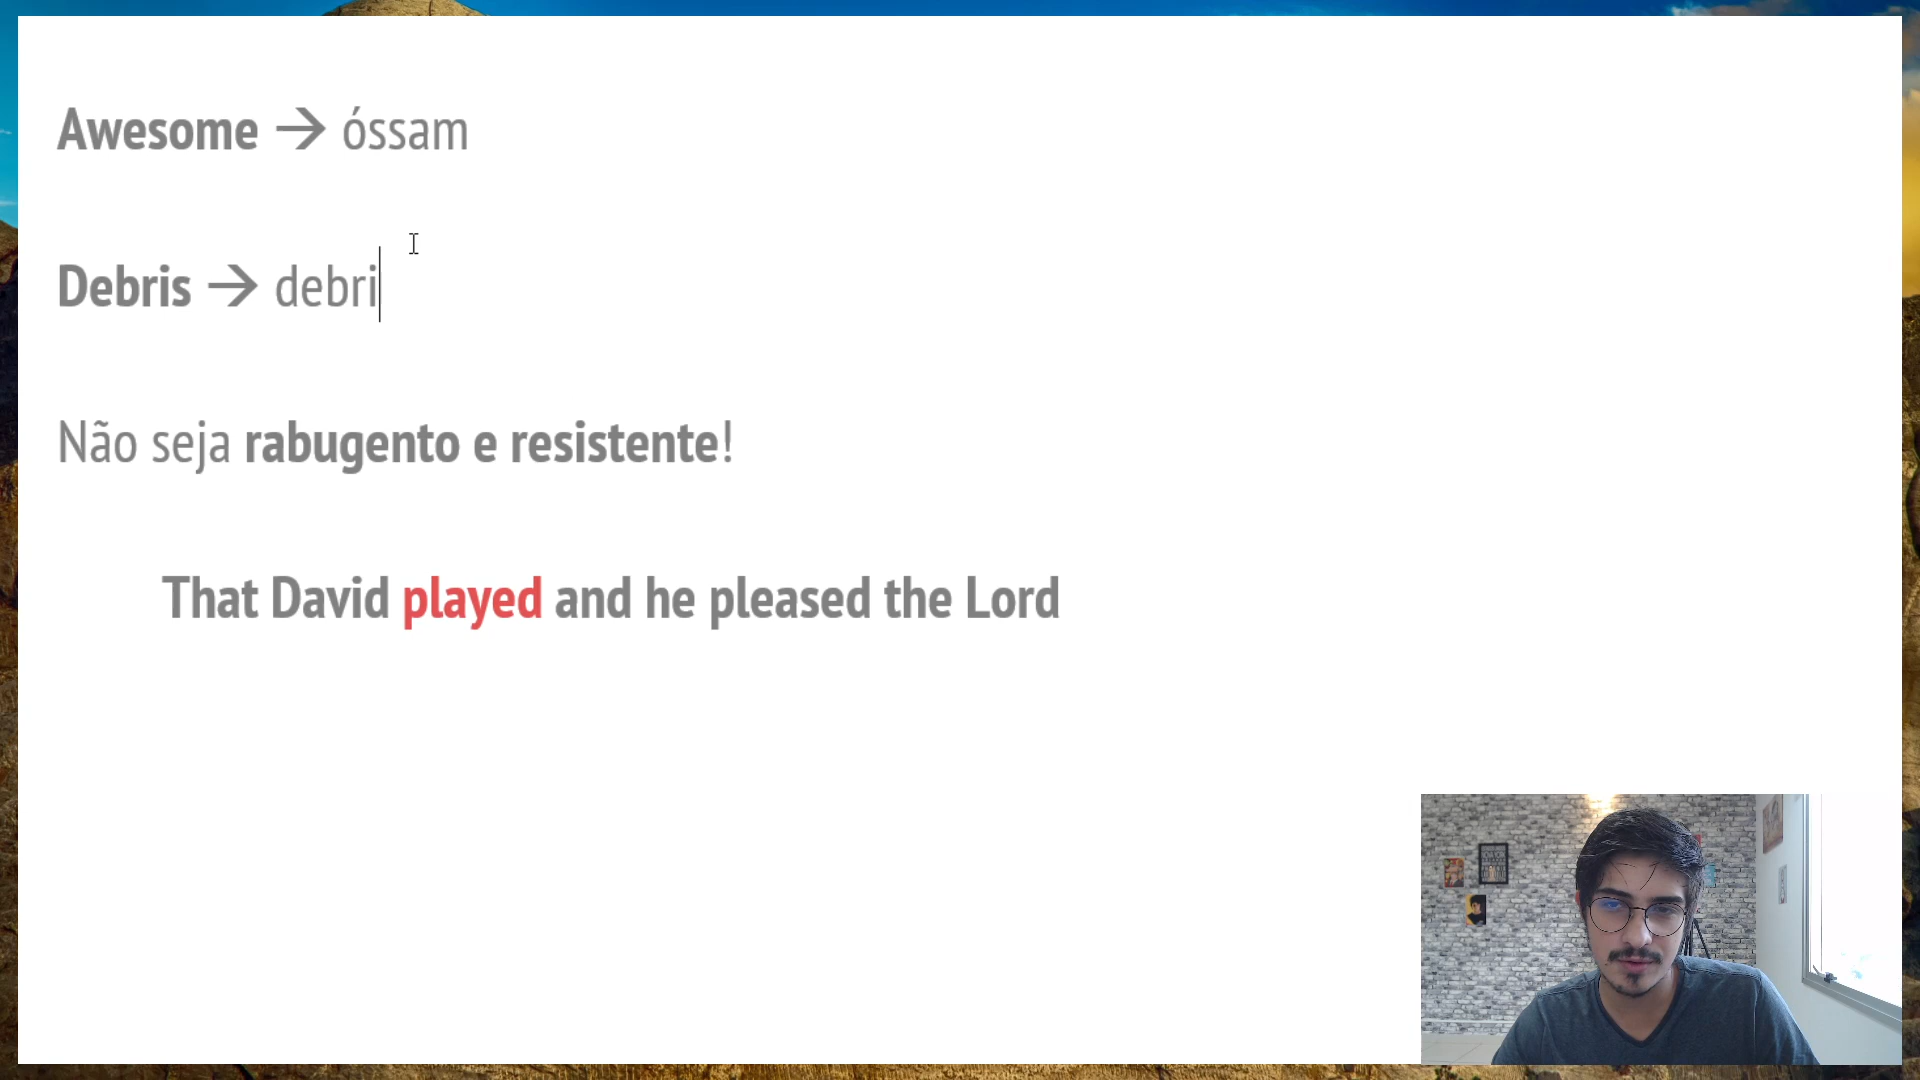 Awesome → óssam
Debris → debri
Não seja rabugento e resistente!
That David played and he pleased the Lord